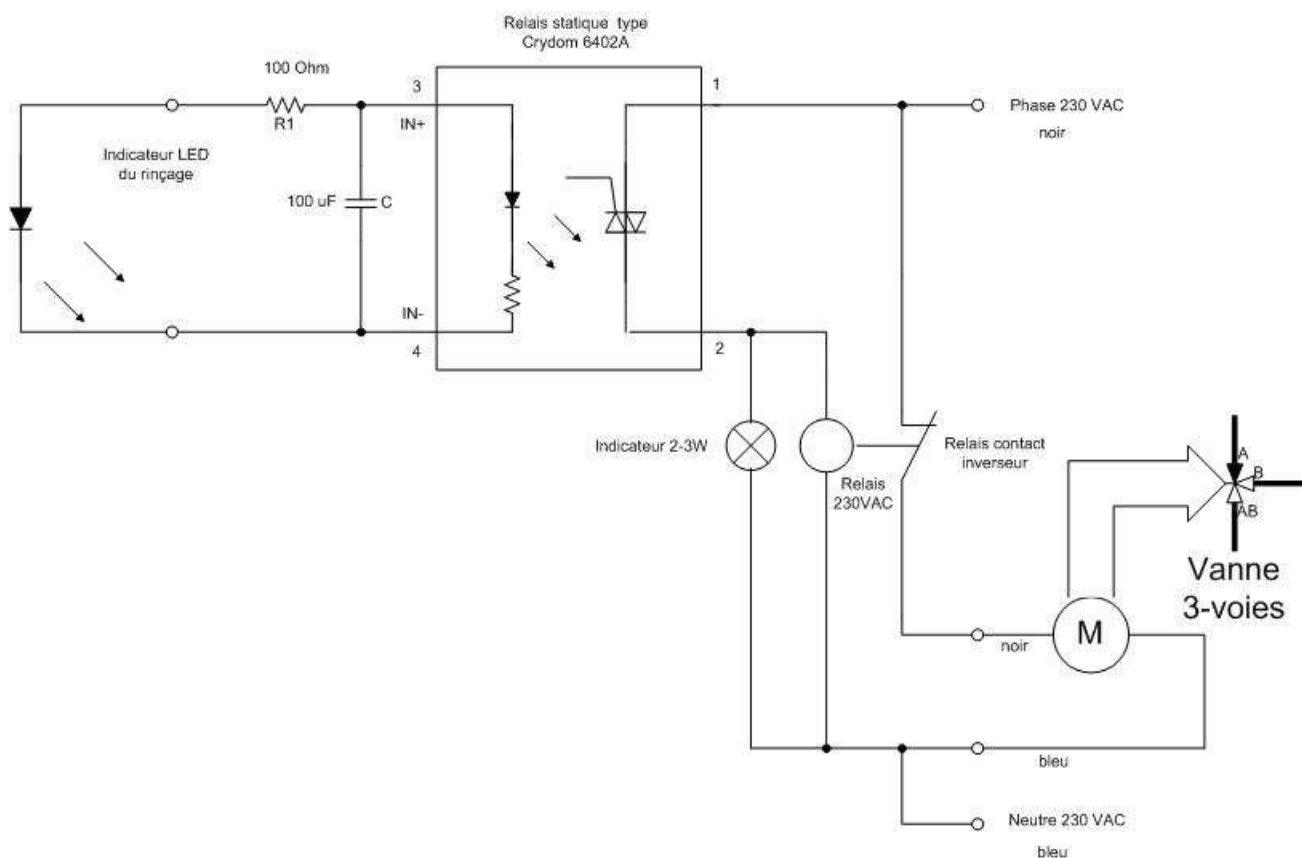 Relais statique type
Crydom 6402A
100 Ohm
R1
3
IN+
1
Phase 230 VAC
noir
Indicateur LED
du rinçage
100 uF
C
IN-
4
2
Indicateur 2-3W
Relais
230VAC
Relais contact
inverseur
A
B
AB
Vanne
3-voies
M
noir
bleu
Neutre 230 VAC
bleu